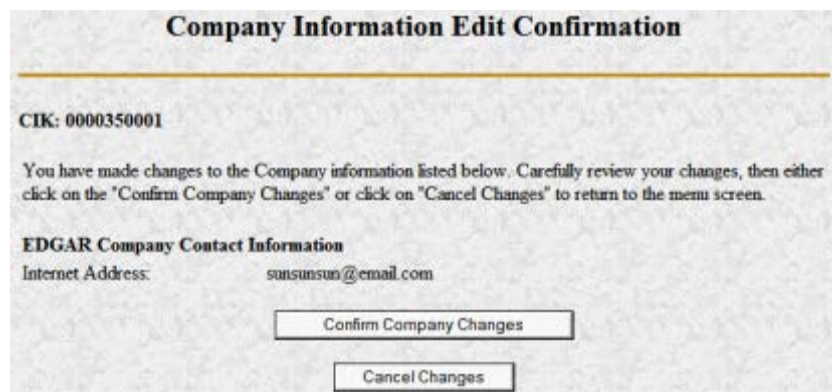 Company Information Edit Confirmation
CIK: 0000350001
You have made changes to the Company information listed below. Carefully review your changes, then either
click on the "Confirm Company Changes" or click on "Cancel Changes" to return to the menu screen.
EDGAR Company Contact Information
Internet Address: sunsunsun@email.com
Confirm Company Changes
Cancel Changes